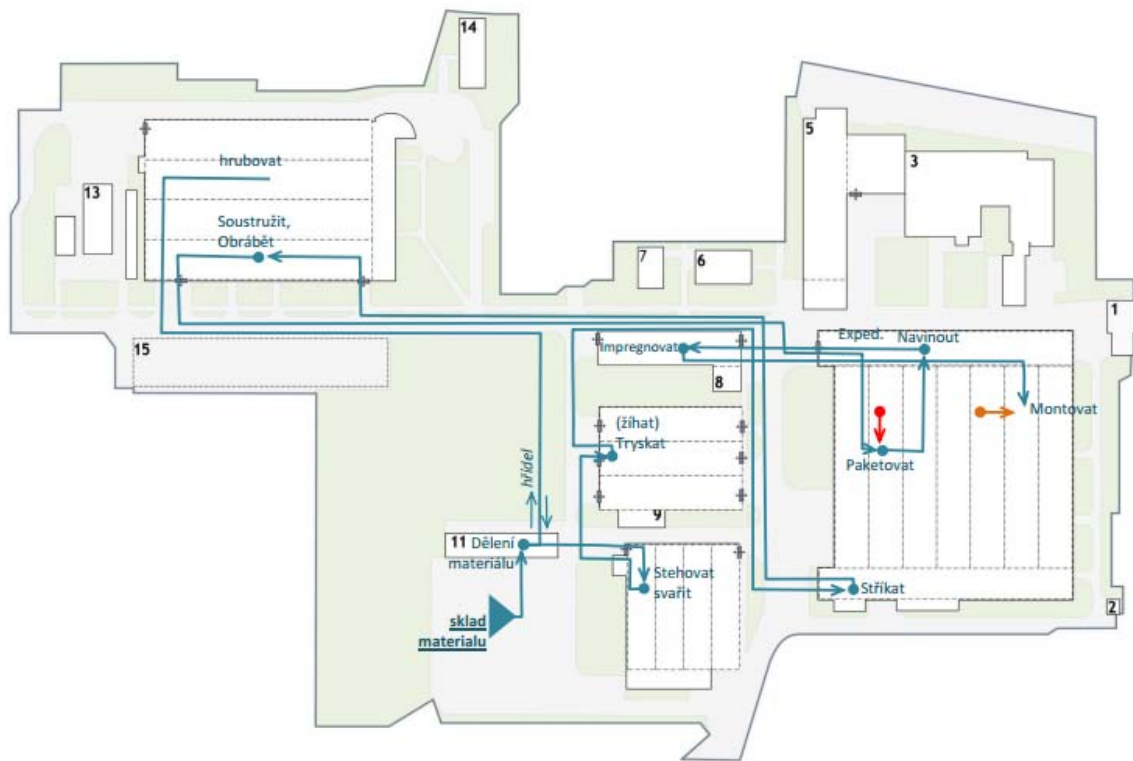 14
5
3
hrubovat
13
Soustružit,
Obrábět
7
6
1
15
Impregnovat
Exped.
Navinout
8
(žíhat)
Tryskat
Montovat
Paketovat
hřídel
9
11 Dělení
materiálu
Stehovat
svařit
Stříkat
2
sklad
materialu